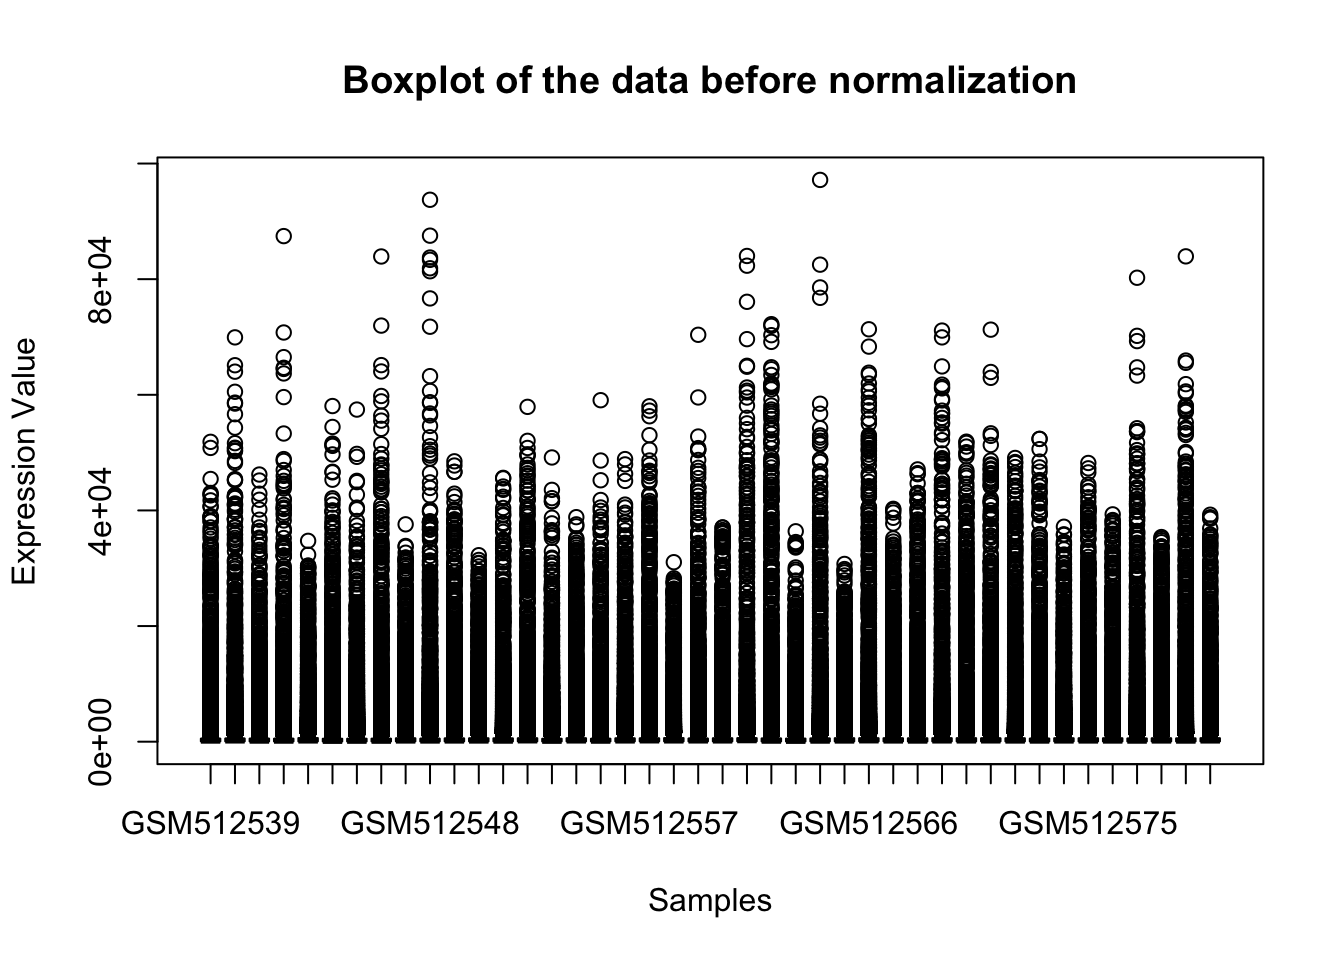 Boxplot of the data before normalization
Expression Value
8e+04
4e+04
0e+00
GSM512539 GSM512548 GSM512557 GSM512566 GSM512575
Samples